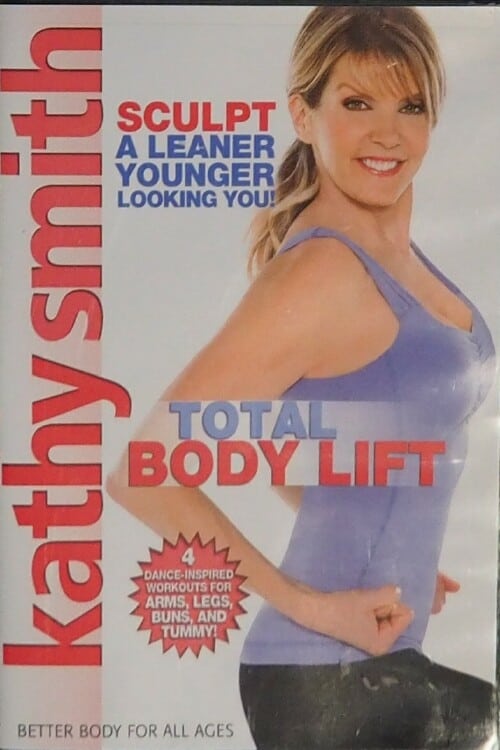 kathy smith
SCULPT
A LEANER
YOUNGER
LOOKING YOU!
TOTAL
BODY LIFT
4
DANCE-INSPIRED
WORKOUTS FOR
ARMS, LEGS,
BUNS, AND
TUMMY!
BETTER BODY FOR ALL AGES